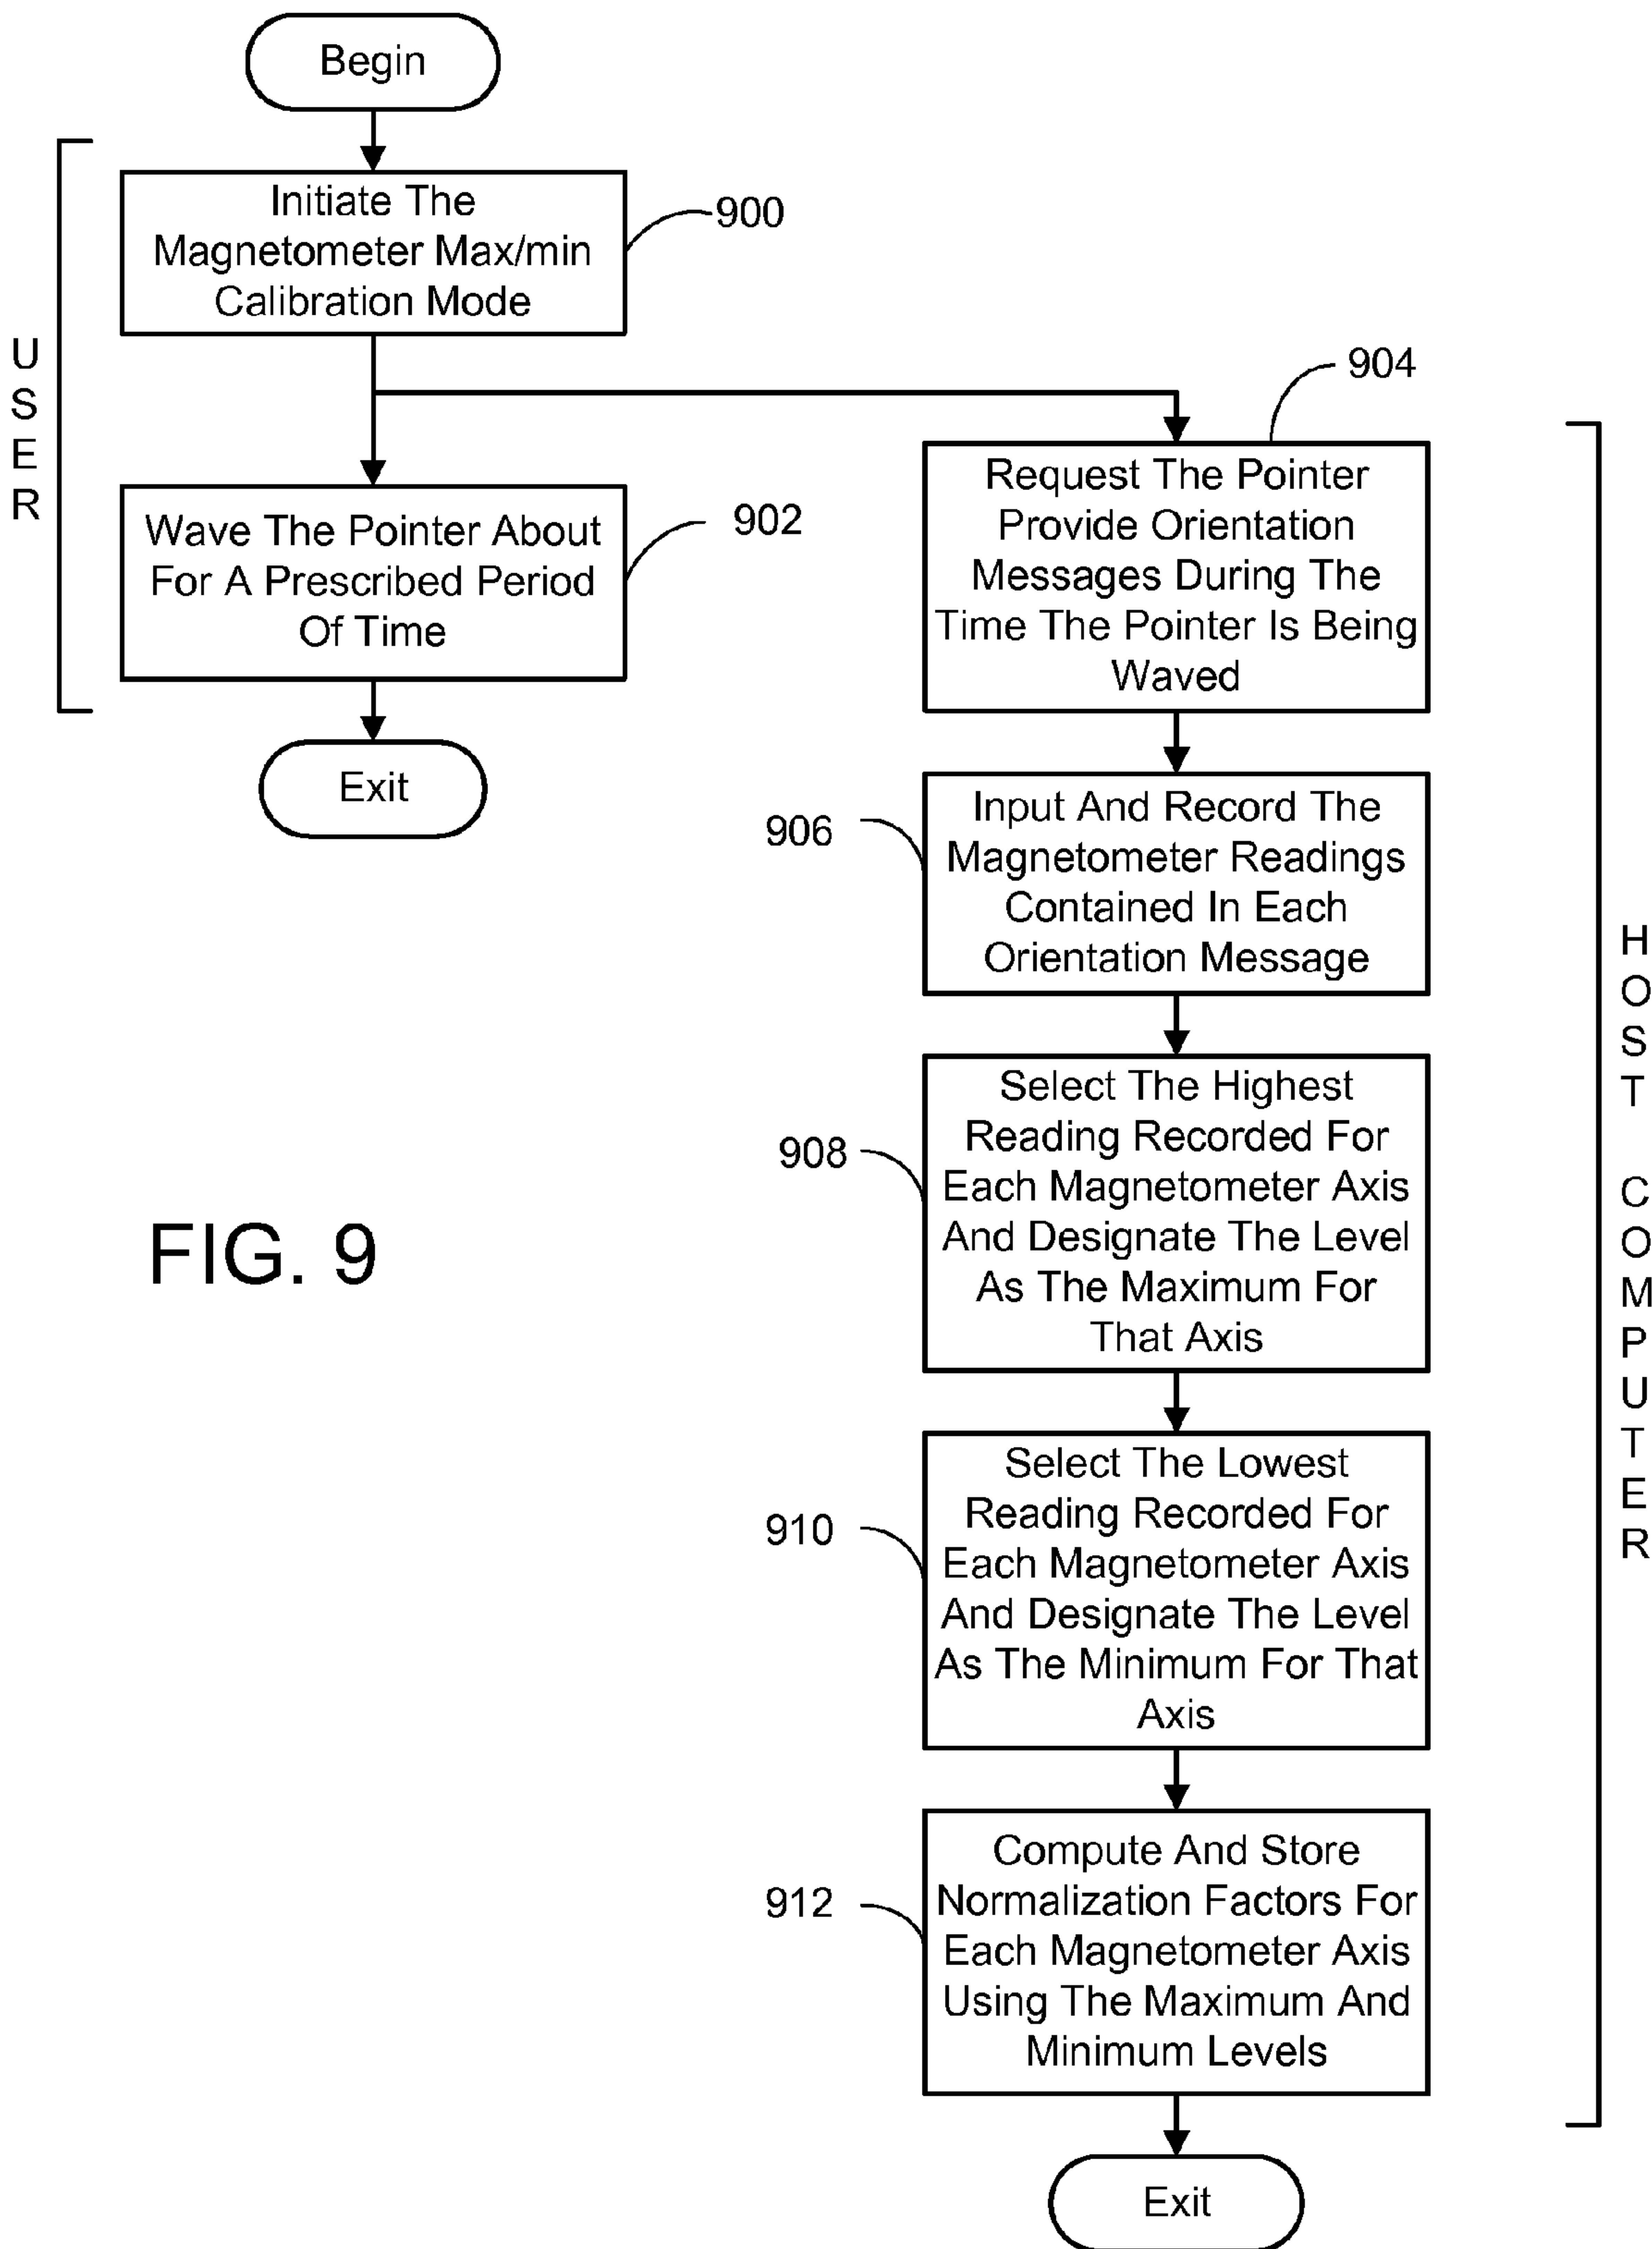 Begin
USER
Initiate The
Magnetometer Max/min
Calibration Mode
900
Wave The Pointer About
For A Prescribed Period
Of Time
902
Exit
904
Request The Pointer
Provide Orientation
Messages During The
Time The Pointer Is Being
Waved
906
Input And Record The
Magnetometer Readings
Contained In Each
Orientation Message
908
Select The Highest
Reading Recorded For
Each Magnetometer Axis
And Designate The Level
As The Maximum For
That Axis
910
Select The Lowest
Reading Recorded For
Each Magnetometer Axis
And Designate The Level
As The Minimum For That
Axis
912
Compute And Store
Normalization Factors For
Each Magnetometer Axis
Using The Maximum And
Minimum Levels
Exit
HOST COMPUTER
FIG. 9